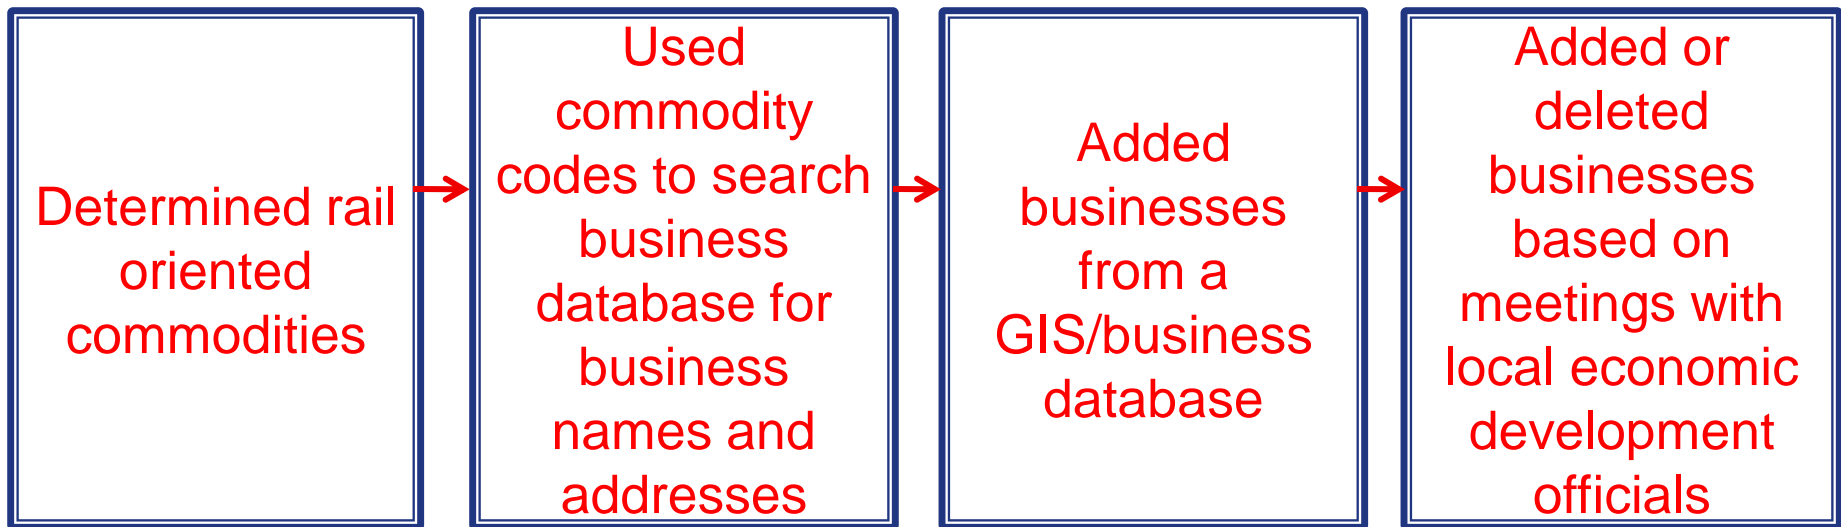 Determined rail
oriented
commodities
Used
commodity
codes to search
business
database for
business
names and
addresses
Added
businesses
from a
GIS/business
database
Added or
deleted
businesses
based on
meetings with
local economic
development
officials